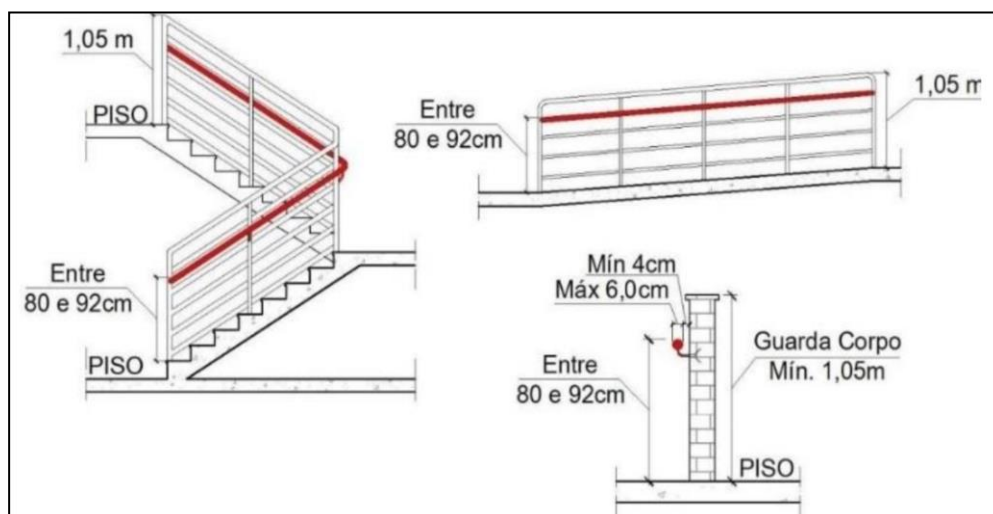 1,05 m
PISO
Entre
80 e 92cm
PISO
Entre
80 e 92cm
1,05 m
Mín 4cm
Máx 6,0cm
Entre
80 e 92cm
Guarda Corpo
Mín. 1,05m
PISO